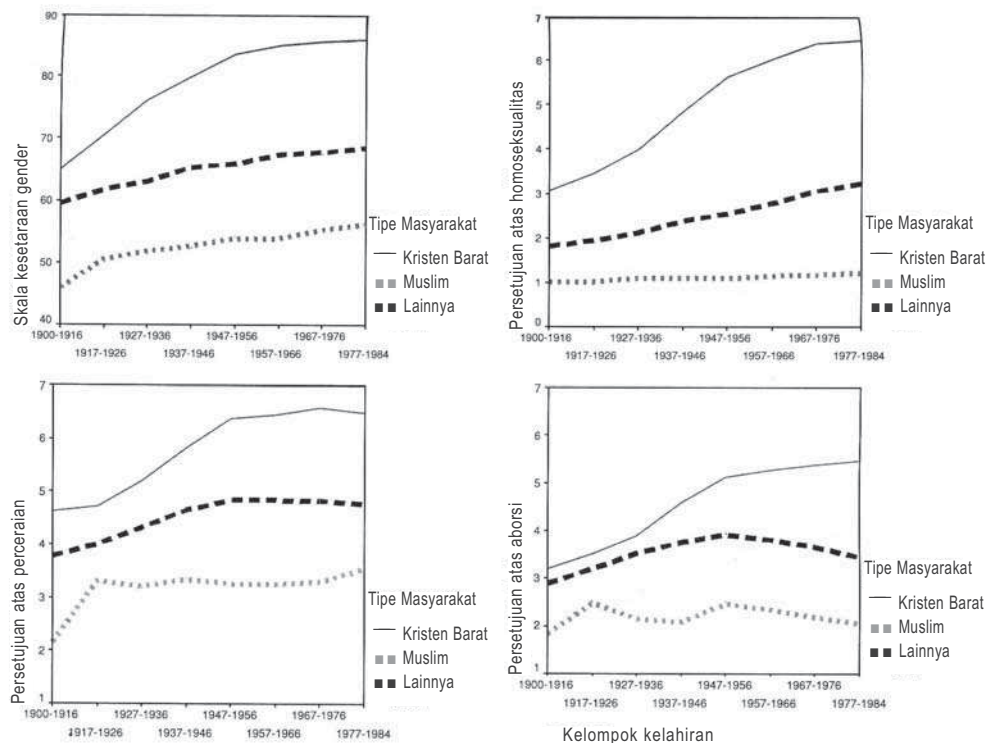 Skala kesetaraan gender
90
80
70
60
50
40
1900-1916
1927-1936
1947-1956
1967-1976
1917-1926
1937-1946
1957-1966
1977-1984
Tipe Masyarakat
Kristen Barat
Muslim
Lainnya
Persetujuan atas homoseksualitas
7
6
5
4
3
2
1
0
1900-1916
1927-1936
1947-1956
1967-1976
1917-1926
1937-1946
1957-1966
1977-1984
Tipe Masyarakat
Kristen Barat
Muslim
Lainnya
Persetujuan atas perceraian
7
6
5
4
3
2
1
1900-1916
1927-1936
1947-1956
1967-1976
1917-1926
1937-1946
1957-1966
1977-1984
Tipe Masyarakat
Kristen Barat
Muslim
Lainnya
Persetujuan atas aborsi
7
6
5
4
3
2
1
1900-1916
1927-1936
1947-1956
1967-1976
1917-1926
1937-1946
1957-1966
1977-1984
Tipe Masyarakat
Kristen Barat
Muslim
Lainnya
Kelompok kelahiran